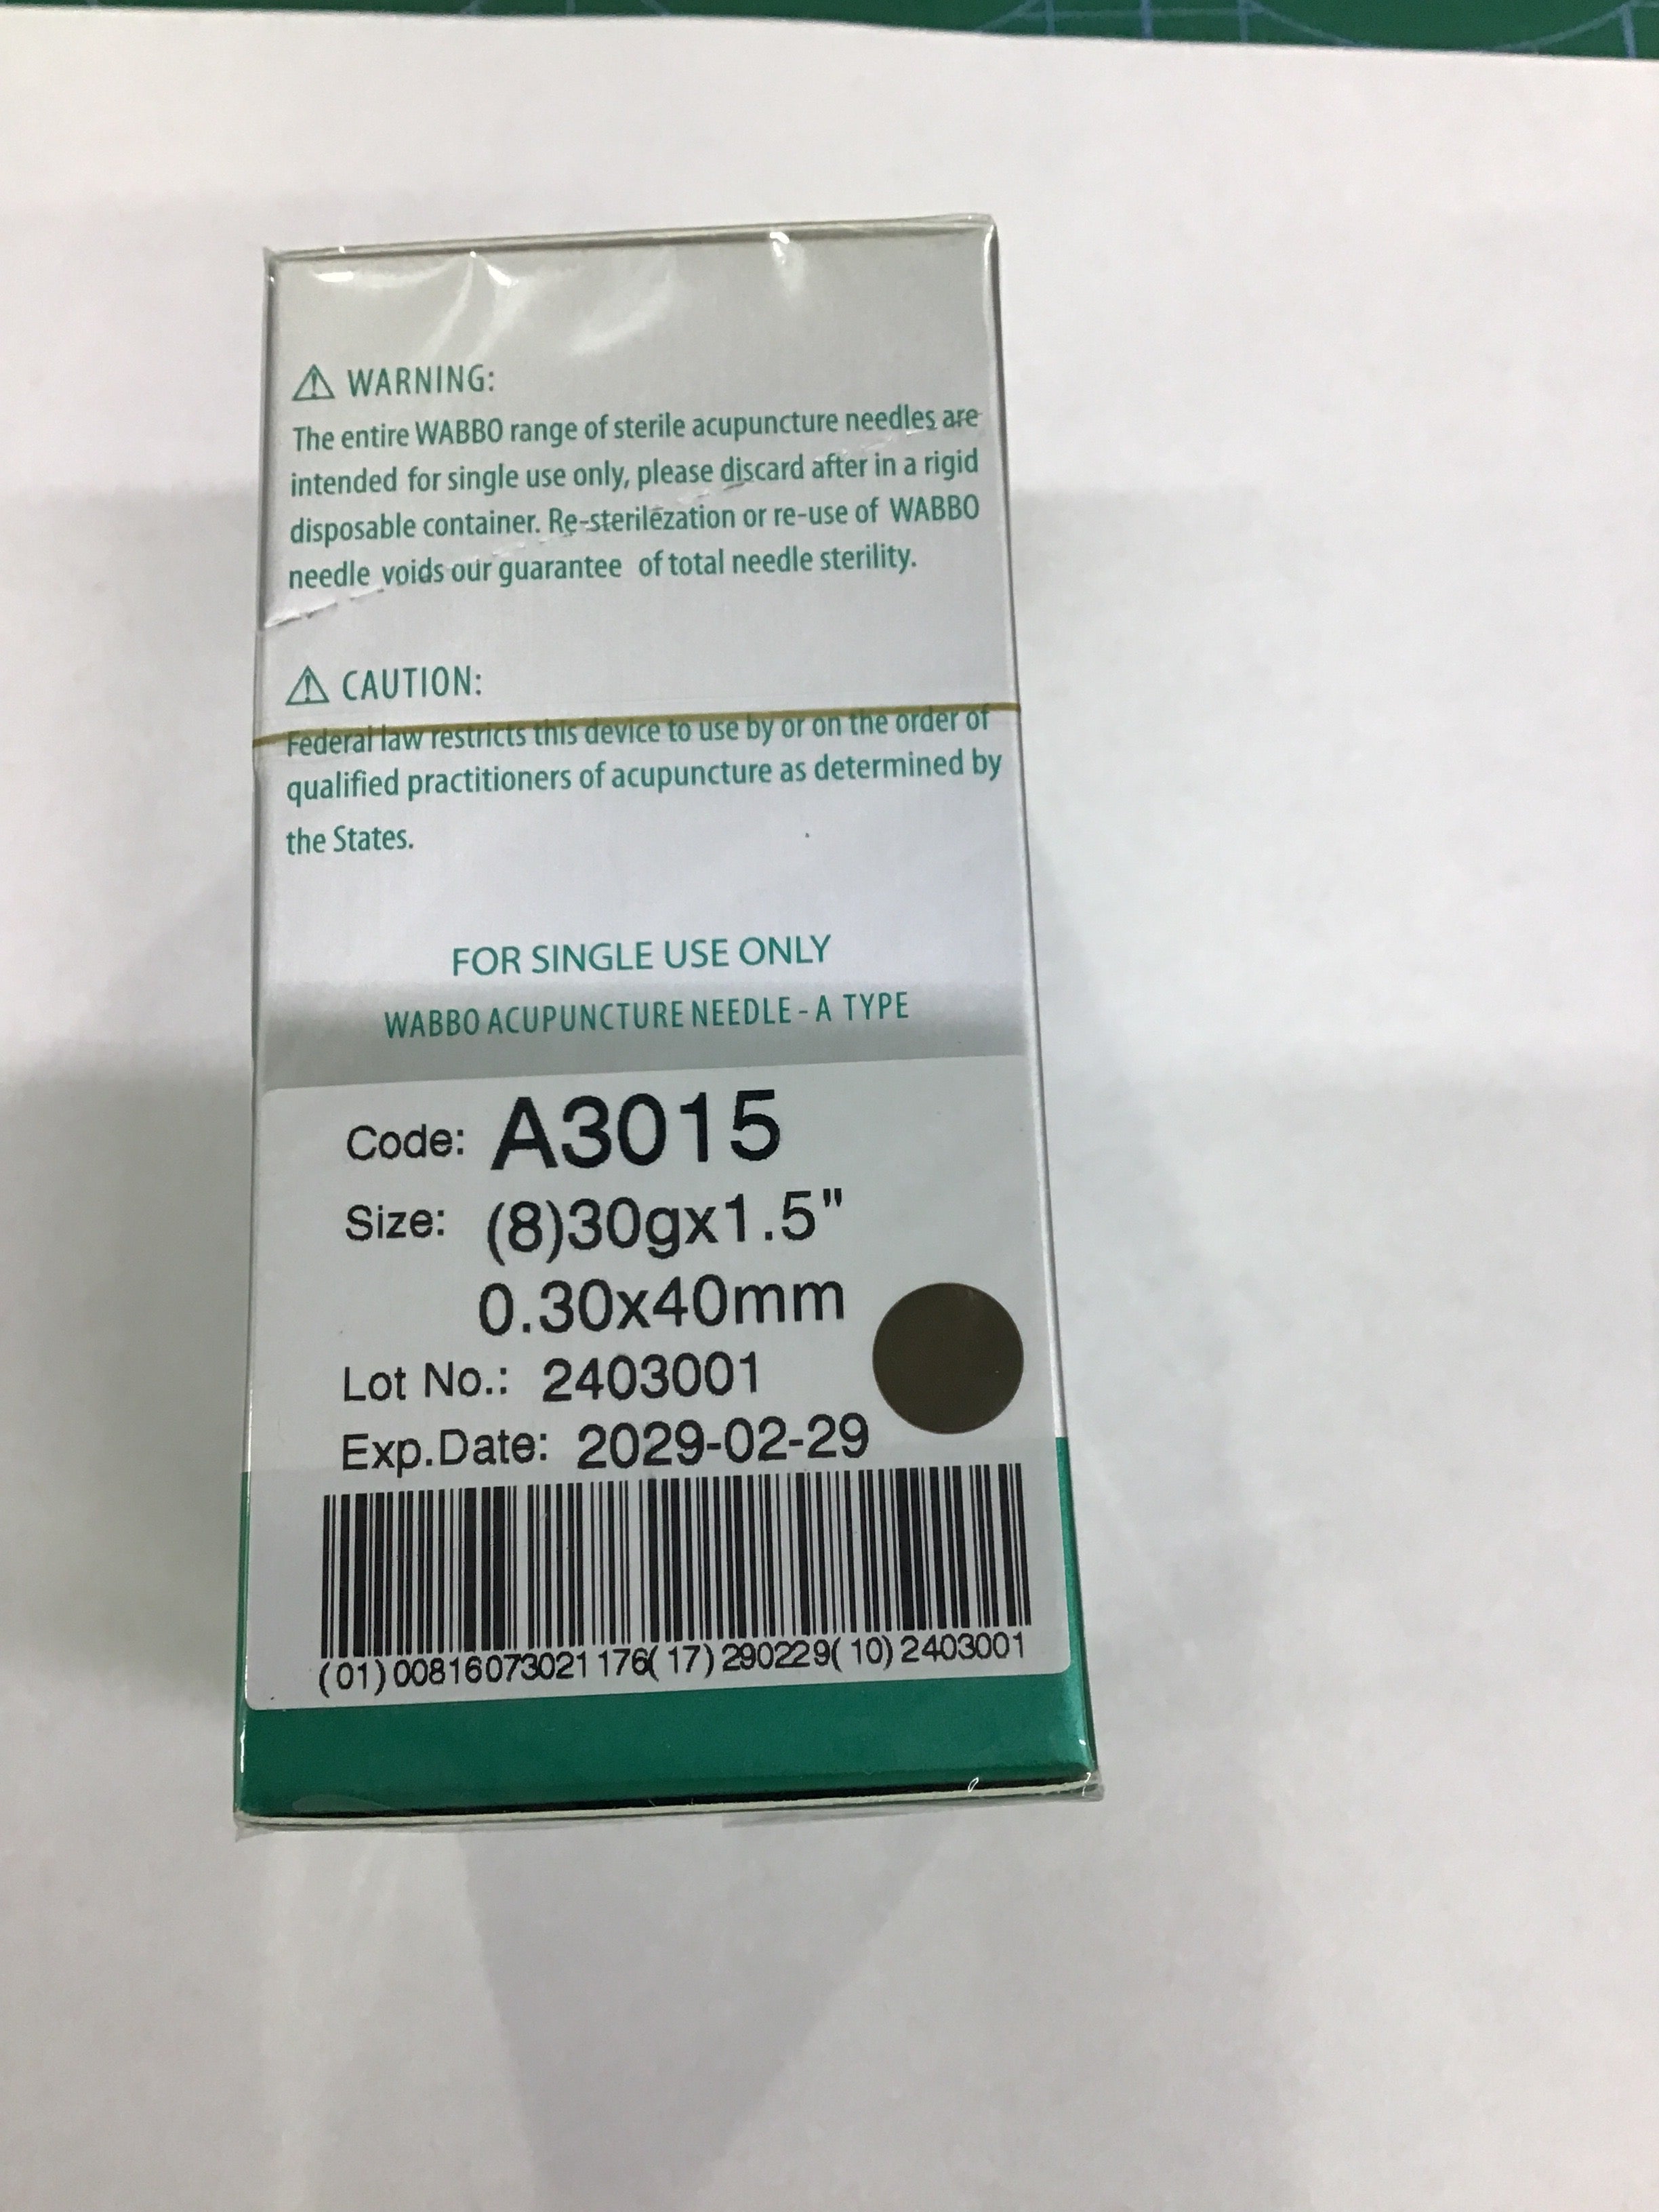 ⚠ WARNING:
The entire WABBO range of sterile acupuncture needles are
intended for single use only, please discard after in a rigid
disposable container. Re-sterilezation or re-use of WABBO
needle voids our guarantee of total needle sterility.
⚠ CAUTION:
Federal law restricts this device to use by or on the order of
qualified practitioners of acupuncture as determined by
the States.
FOR SINGLE USE ONLY
WABBO ACUPUNCTURE NEEDLE - A TYPE
Code: A3015
Size: (8)30gx1.5"
0.30x40mm
Lot No.: 2403001
Exp.Date: 2029-02-29
(01)00816073021176(17)290229(10)2403001